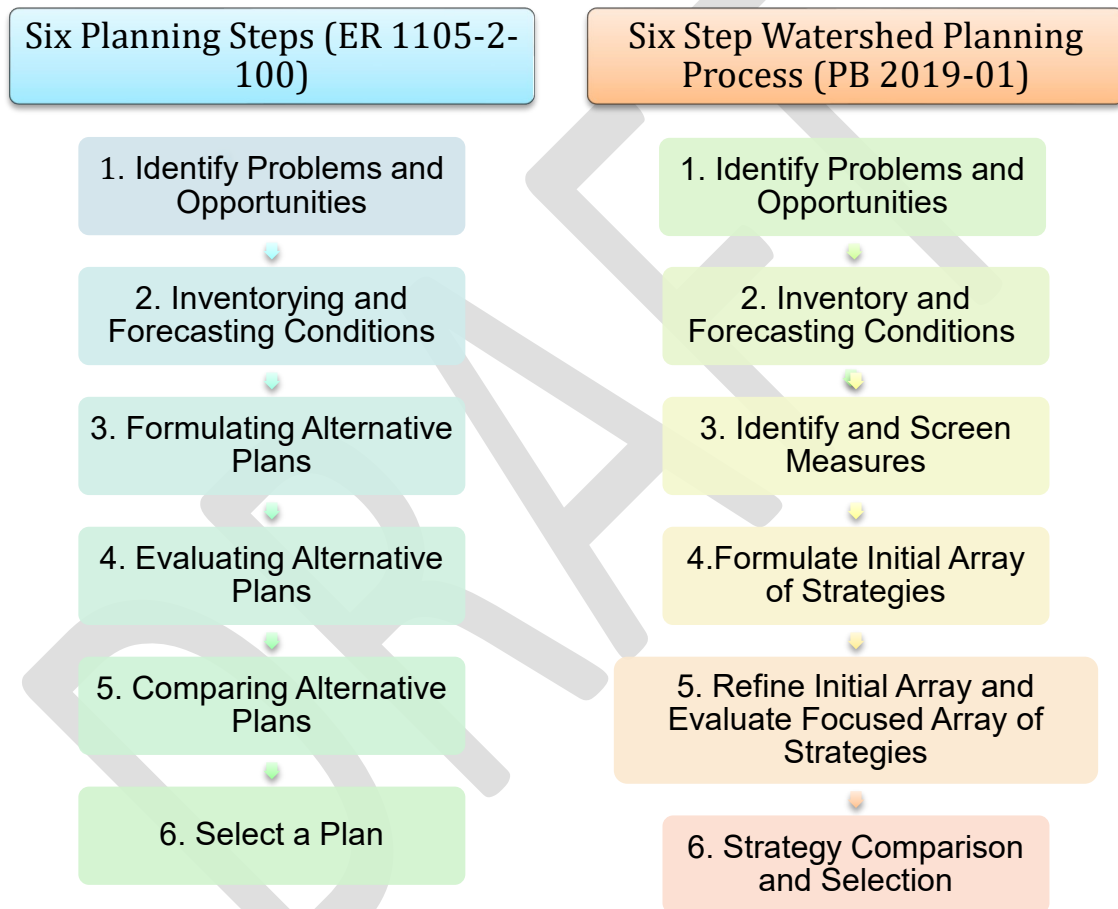 Six Planning Steps (ER 1105-2-
100)
1. Identify Problems and
Opportunities
2. Inventorying and
Forecasting Conditions
3. Formulating Alternative
Plans
4. Evaluating Alternative
Plans
5. Comparing Alternative
Plans
6. Select a Plan
Six Step Watershed Planning
Process (PB 2019-01)
1. Identify Problems and
Opportunities
2. Inventory and
Forecasting Conditions
3. Identify and Screen
Measures
4.Formulate Initial Array
of Strategies
5. Refine Initial Array and
Evaluate Focused Array of
Strategies
6. Strategy Comparison
and Selection
DRAFT